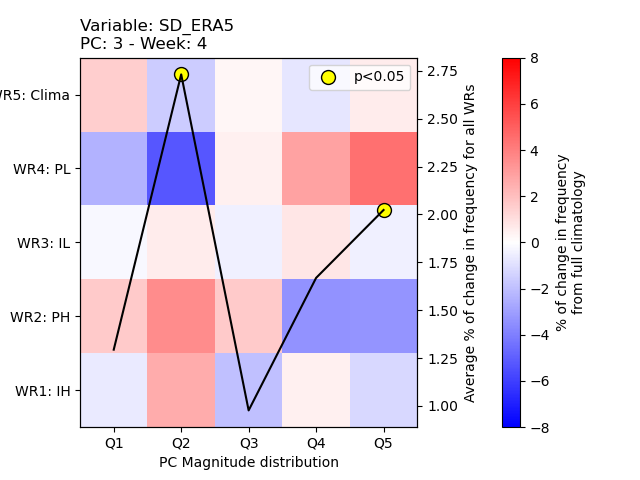 Variable: SD_ERA5
PC: 3 - Week: 4
p<0.05
WR5: Clima
WR4: PL
WR3: IL
WR2: PH
WR1: IH
Q1 Q2 Q3 Q4 Q5
PC Magnitude distribution
2.75
2.50
2.25
2.00
1.75
1.50
1.25
1.00
Average % of change in frequency for all WRs
8
6
4
2
0
−2
−4
−6
−8
% of change in frequency
from full climatology